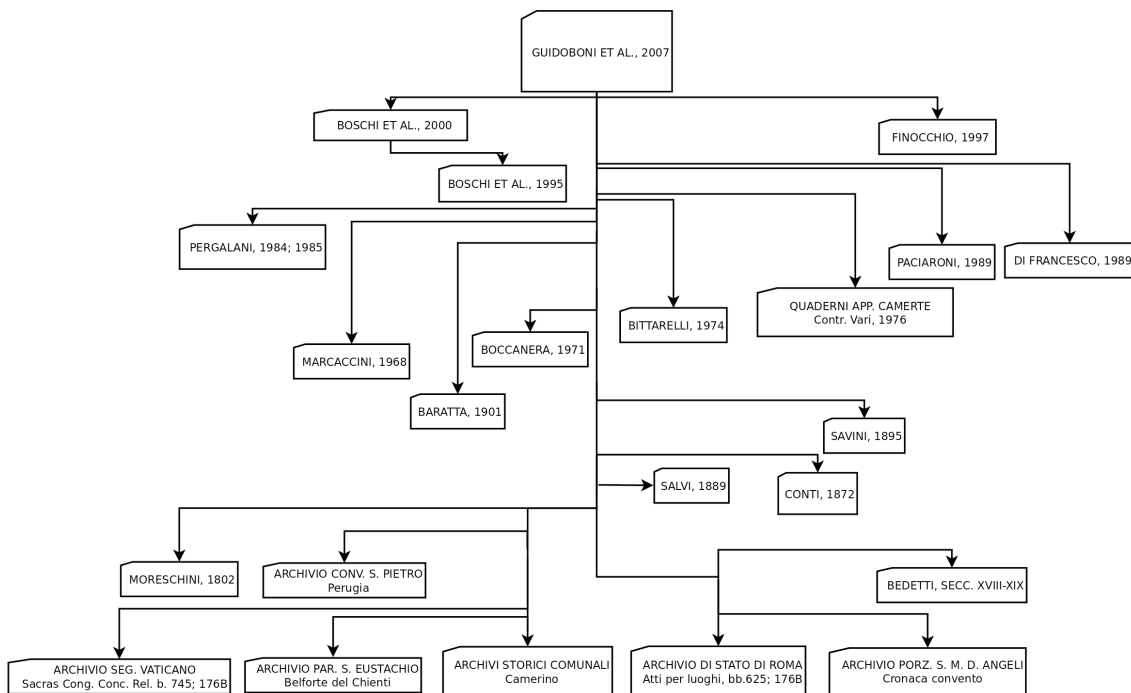 GUIDOBONI ET AL., 2007
BOSCHI ET AL., 2000
FINOCCHIO, 1997
BOSCHI ET AL., 1995
PERGALANI, 1984; 1985
PACIARONI, 1989
DI FRANCESCO, 1989
QUADERNI APP. CAMERTE
Contr. Vari, 1976
BITTARELLI, 1974
BOCCANERA, 1971
MARCACCINI, 1968
BARATTA, 1901
SAVINI, 1895
SALVI, 1889
CONTI, 1872
MORESCHINI, 1802
ARCHIVIO CONV. S. PIETRO
Perugia
BEDETTI, SECC. XVIII-XIX
ARCHIVIO SEG. VATICANO
Sacras Cong. Conc. Rel. b. 745; 176B
ARCHIVIO PAR. S. EUSTACHIO
Belforte del Chienti
ARCHIVI STORICI COMUNALI
Camerino
ARCHIVIO DI STATO DI ROMA
Atti per luoghi, bb.625; 176B
ARCHIVIO PORZ. S. M. D. ANGELI
Cronaca convento